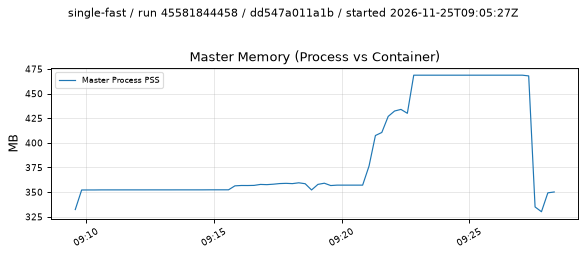 single-fast / run 45581844458 / dd547a011a1b / started 2026-11-25T09:05:27Z
Master Memory (Process vs Container)
Master Process PSS
MB
475
450
425
400
375
350
325
09:10
09:15
09:20
09:25